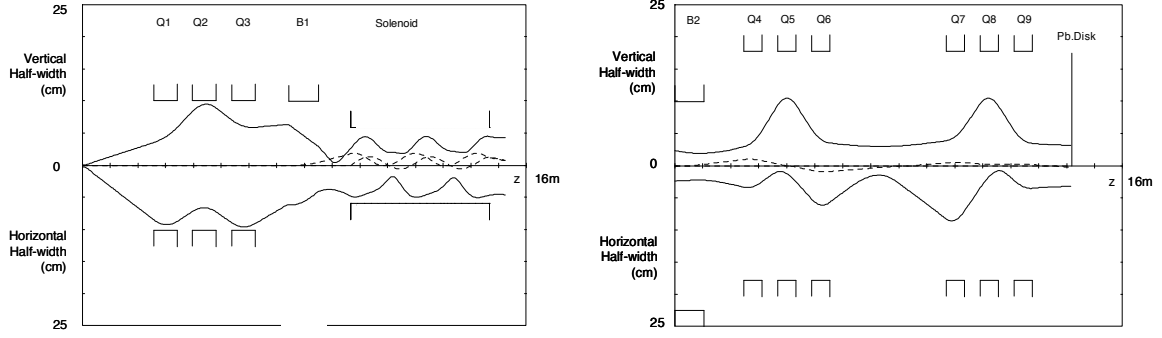 25
Q1 Q2 Q3 B1 Solenoid
Vertical
Half-width
(cm)
0
z 16m
Horizontal
Half-width
(cm)
25
25
B2 Q4 Q5 Q6 Q7 Q8 Q9
Pb.Disk
Vertical
Half-width
(cm)
0
z 16m
Horizontal
Half-width
(cm)
25